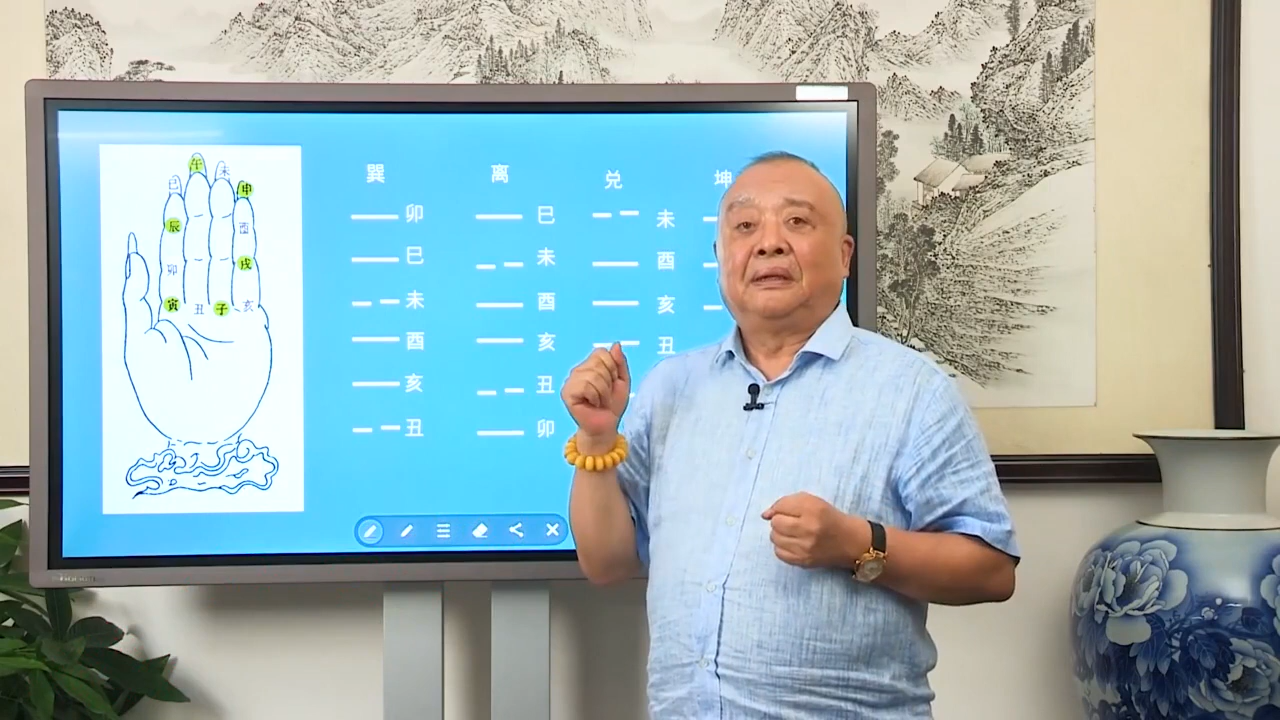 午
巳 未
申
辰 酉
卯 戌
寅 丑 子 亥
巽 离 兑 坤
卯 巳 未
巳 未 酉
未 酉 亥
酉 亥 丑
亥 丑
丑 卯